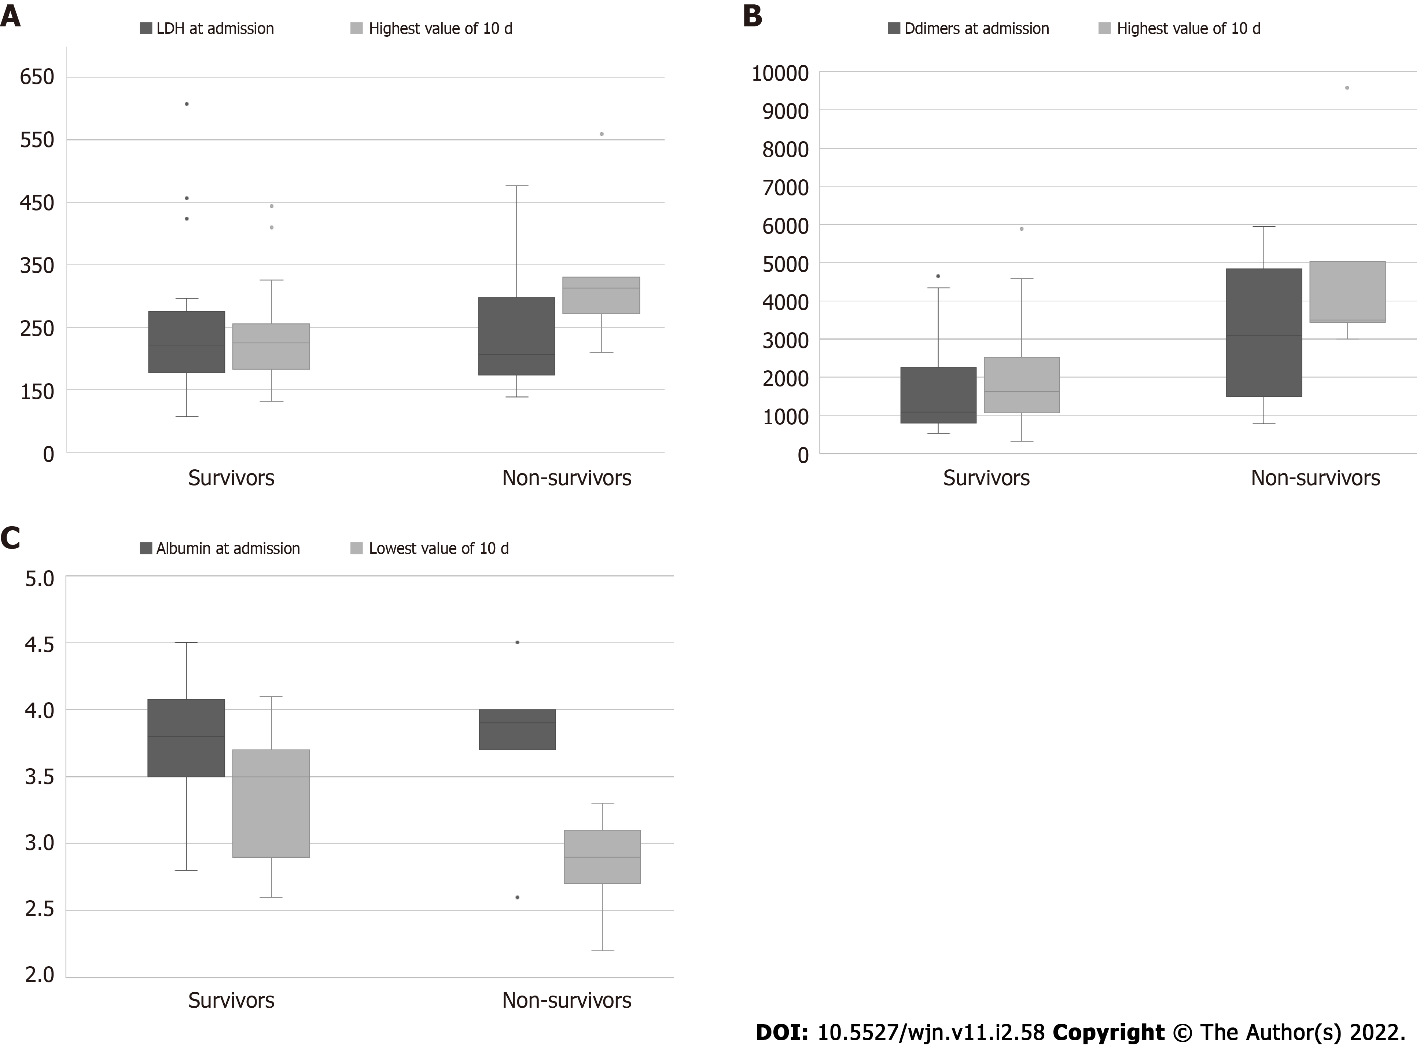 A
LDH at admission
Highest value of 10 d
650
550
450
350
250
150
0
Survivors
Non-survivors
B
Ddimers at admission
Highest value of 10 d
10000
9000
8000
7000
6000
5000
4000
3000
2000
1000
0
Survivors
Non-survivors
C
Albumin at admission
Lowest value of 10 d
5.0
4.5
4.0
3.5
3.0
2.5
2.0
Survivors
Non-survivors
DOI: 10.5527/wjn.v11.i2.58 Copyright © The Author(s) 2022.